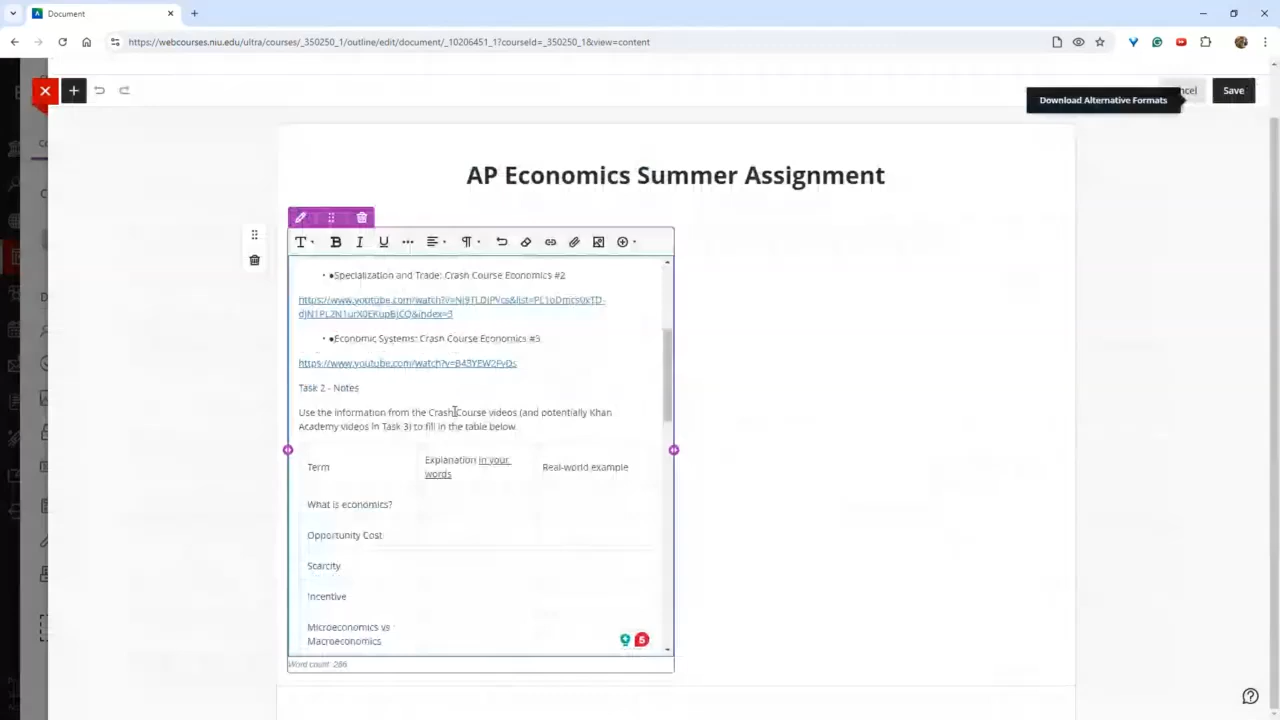 Document
https://webcourses.niu.edu/ultra/courses/_350250_1/outline/edit/document/_10206451_1?courseId=_350250_1&view=content
Download Alternative Formats
Save
AP Economics Summer Assignment
•Specialization and Trade: Crash Course Economics #2
•Economic Systems: Crash Course Economics #3
Task 2 - Notes
Use the information from the Crash Course videos (and potentially Khan
Academy videos in Task 3) to fill in the table below.
Term
Explanation in your
words
Real-world example
What is economics?
Opportunity Cost
Scarcity
Incentive
Microeconomics vs
Macroeconomics
5
Word count: 286